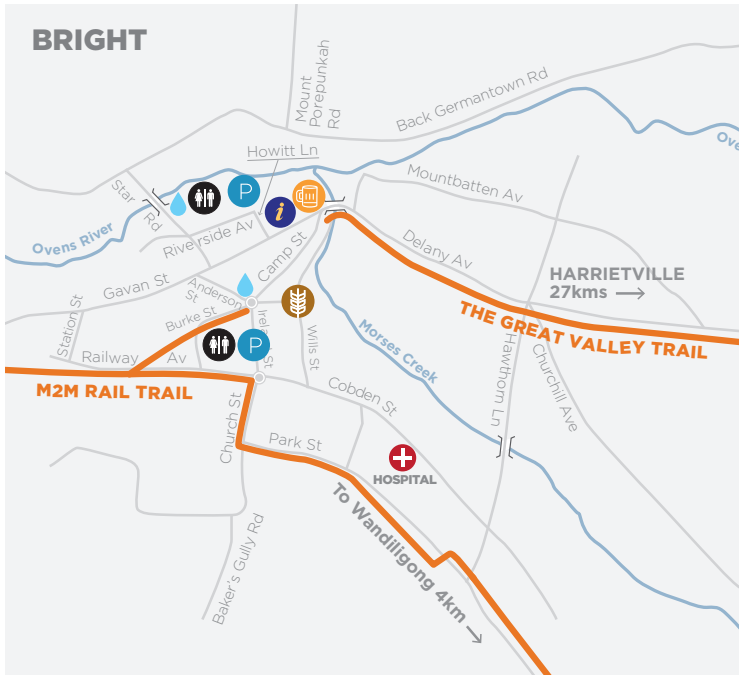 BRIGHT
Mount
Porepunkah
Rd
Back Germantown Rd
Ove
Howitt Ln
Mountbatten Av
Star Rd
P
i
Riverside Av
Ovens River
Camp St
Delany Av
Gavan St
HARRIETVILLE
27kms →
Anderson
St
THE GREAT VALLEY TRAIL
Station St
Burke St
Ireland St
Wills St
P
Morses Creek
Railway Av
Hawthorn Ln
Churchill Ave
M2M RAIL TRAIL
Cobden St
Church St
Park St
HOSPITAL
To Wandiligong 4km →
Baker's Gully Rd